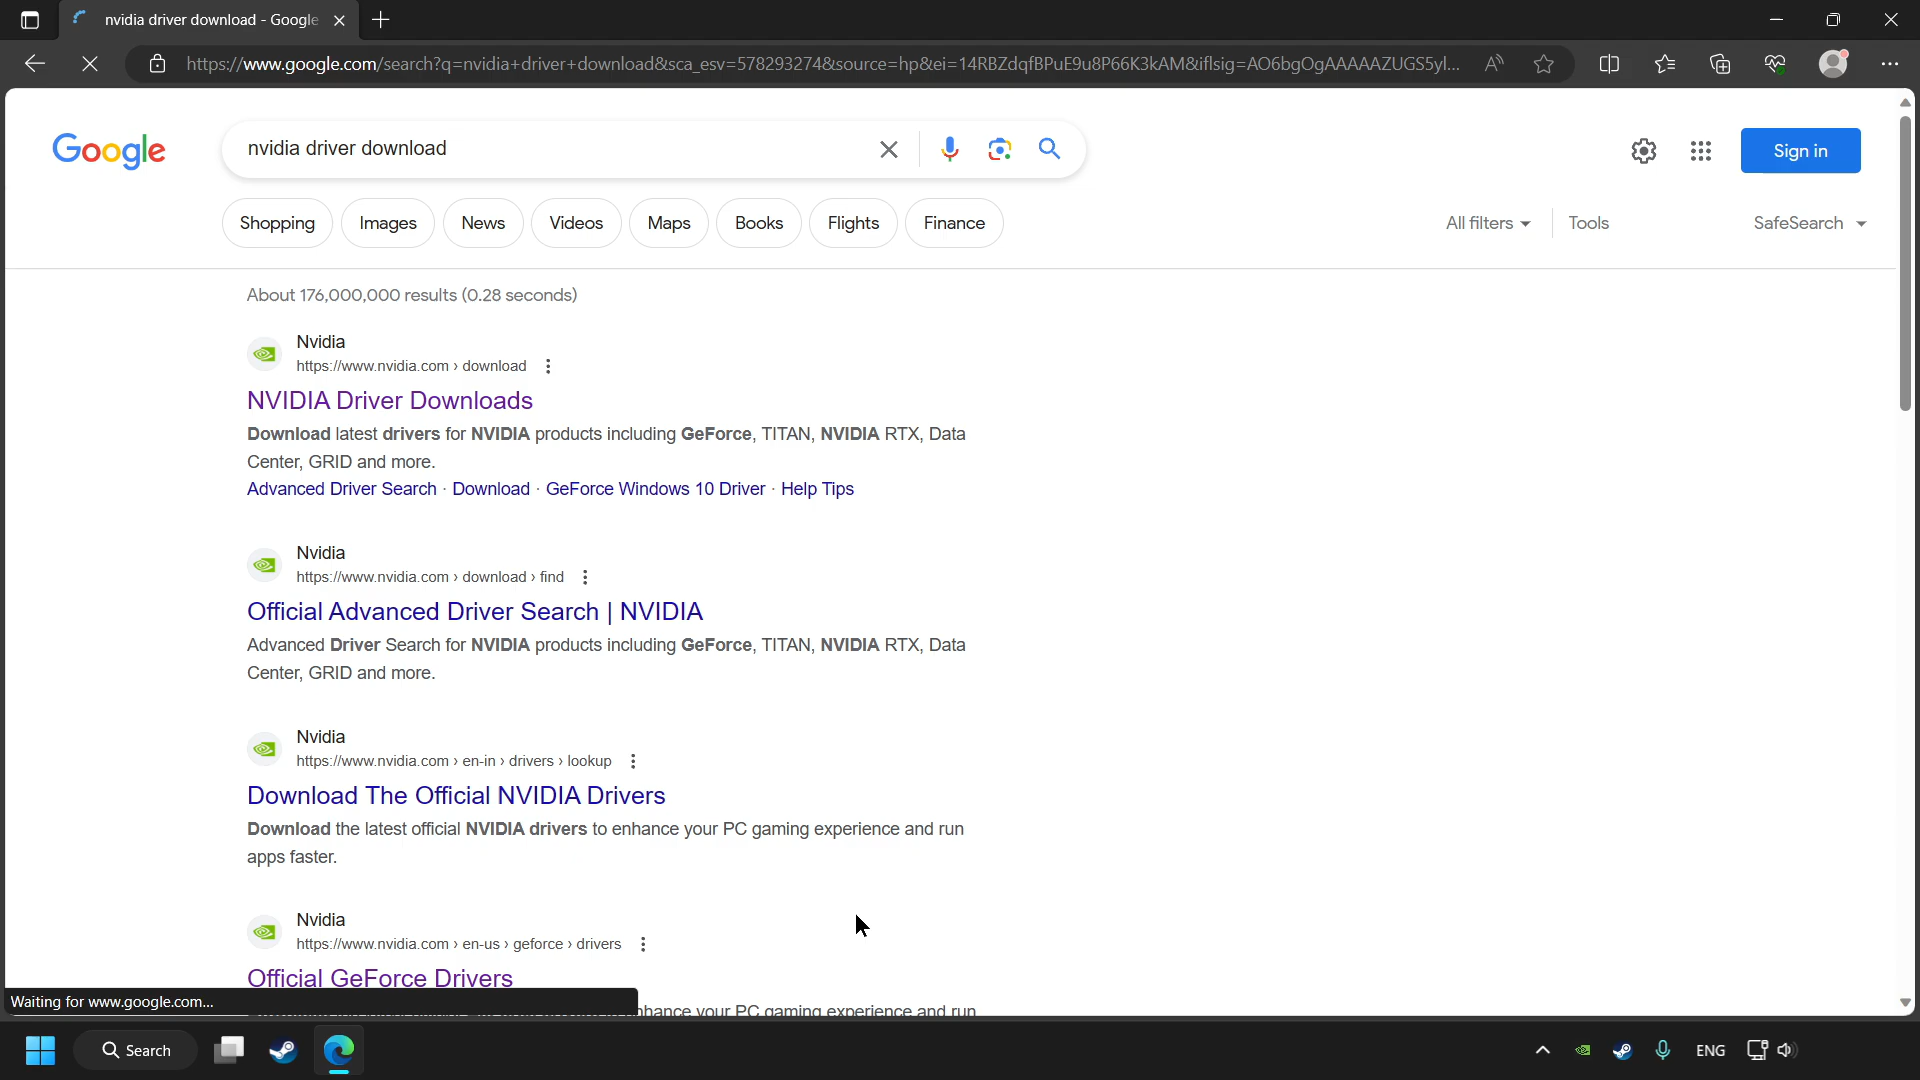 nvidia driver download - Google
https://www.google.com/search?q=nvidia+driver+download&sca_esv=578293274&source=hp&ei=14RBZdqfBPuE9u8P66K3kAM&iflsig=AO6bgOgAAAAAZUGS5yl...
Google
nvidia driver download
Sign in
Shopping
Images
News
Videos
Maps
Books
Flights
Finance
All filters
Tools
SafeSearch
About 176,000,000 results (0.28 seconds)
Nvidia
https://www.nvidia.com › download
NVIDIA Driver Downloads
Download latest drivers for NVIDIA products including GeForce, TITAN, NVIDIA RTX, Data
Center, GRID and more.
Advanced Driver Search · Download · GeForce Windows 10 Driver · Help Tips
Nvidia
https://www.nvidia.com › download › find
Official Advanced Driver Search | NVIDIA
Advanced Driver Search for NVIDIA products including GeForce, TITAN, NVIDIA RTX, Data
Center, GRID and more.
Nvidia
https://www.nvidia.com › en-in › drivers › lookup
Download The Official NVIDIA Drivers
Download the latest official NVIDIA drivers to enhance your PC gaming experience and run
apps faster.
Nvidia
https://www.nvidia.com › en-us › geforce › drivers
Official GeForce Drivers
your PC gaming experience and run
Waiting for www.google.com...
Search
ENG